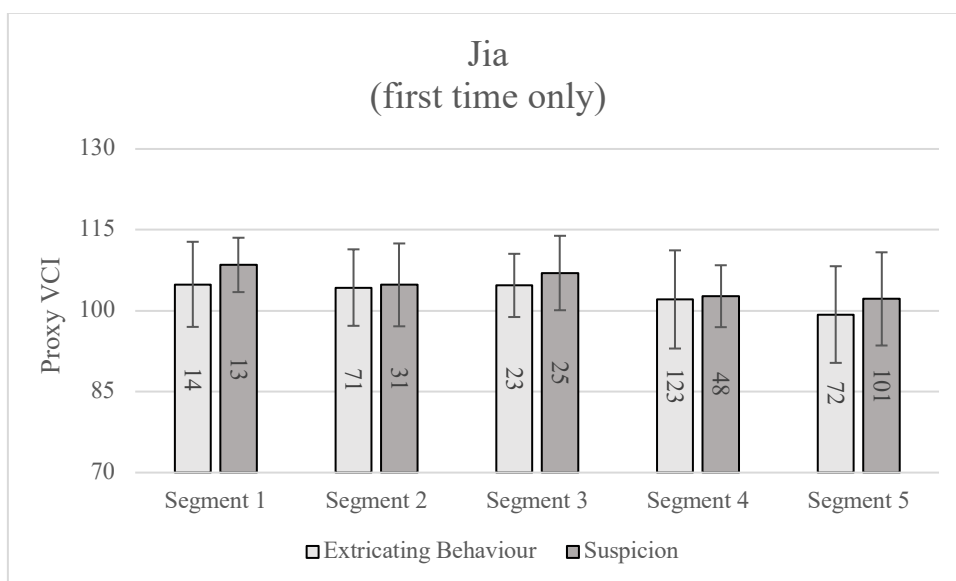 Jia
(first time only)
130
115
100
85
70
Proxy VCI
14
13
71
31
23
25
123
48
72
101
Segment 1
Segment 2
Segment 3
Segment 4
Segment 5
Extricating Behaviour
Suspicion